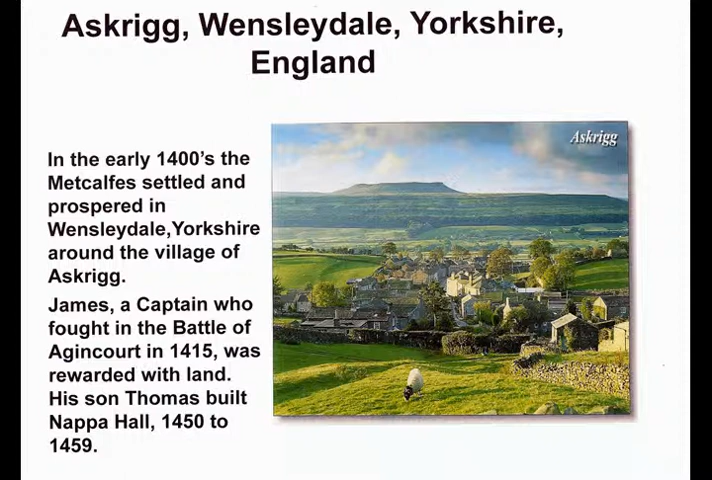 Askrigg, Wensleydale, Yorkshire,
England
Askrigg
In the early 1400's the
Metcalfes settled and
prospered in
Wensleydale,Yorkshire
around the village of
Askrigg.
James, a Captain who
fought in the Battle of
Agincourt in 1415, was
rewarded with land.
His son Thomas built
Nappa Hall, 1450 to
1459.